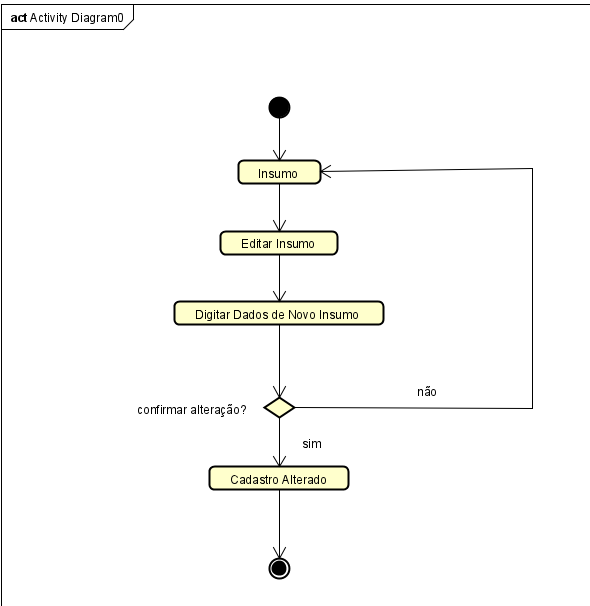 act Activity Diagram0
Insumo
Editar Insumo
Digitar Dados de Novo Insumo
não
confirmar alteração?
sim
Cadastro Alterado